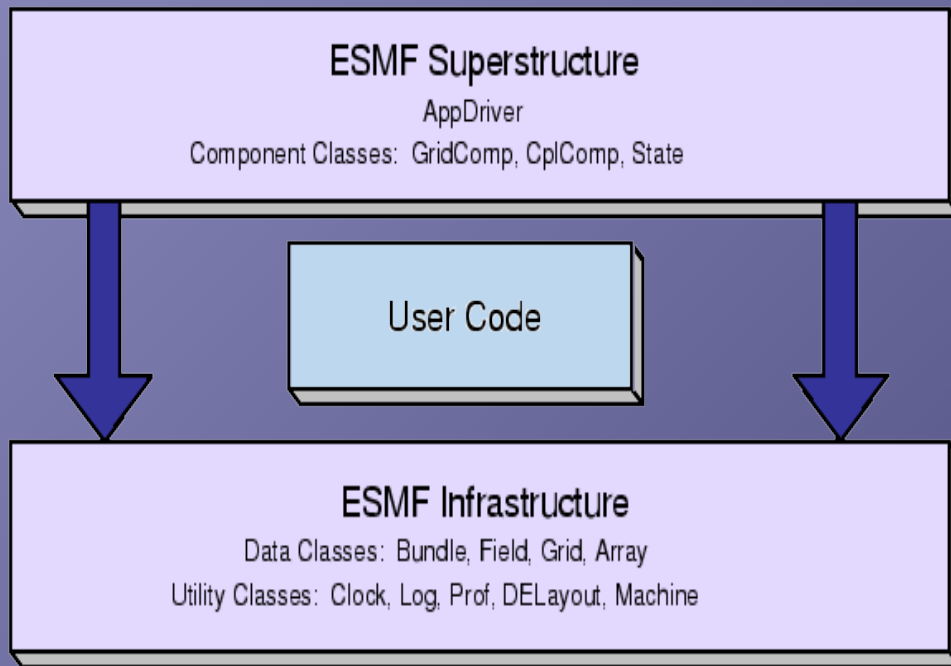 ESMF Superstructure
AppDriver
Component Classes: GridComp, CplComp, State
User Code
ESMF Infrastructure
Data Classes: Bundle, Field, Grid, Array
Utility Classes: Clock, Log, Prof, DELayout, Machine